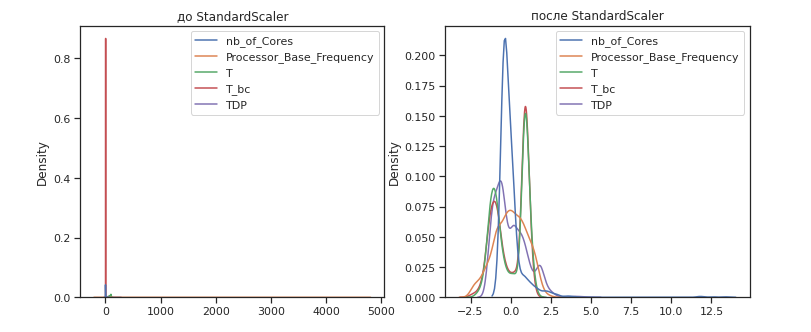 до StandardScaler
nb_of_Cores
Processor_Base_Frequency
T
T_bc
TDP
Density
0.8
0.6
0.4
0.2
0.0
0
1000
2000
3000
4000
5000
после StandardScaler
nb_of_Cores
Processor_Base_Frequency
T
T_bc
TDP
Density
0.200
0.175
0.150
0.125
0.100
0.075
0.050
0.025
0.000
−2.5
0.0
2.5
5.0
7.5
10.0
12.5